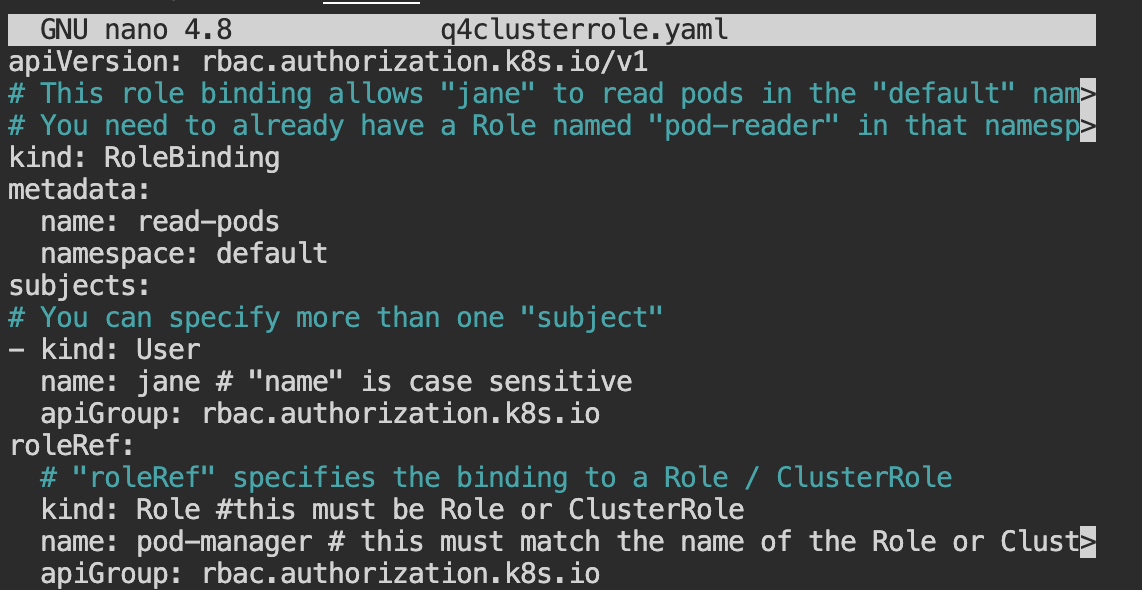 GNU nano 4.8 q4clusterrole.yaml
apiVersion: rbac.authorization.k8s.io/v1
# This role binding allows "jane" to read pods in the "default" nam>
# You need to already have a Role named "pod-reader" in that namesp>
kind: RoleBinding
metadata:
  name: read-pods
  namespace: default
subjects:
# You can specify more than one "subject"
- kind: User
  name: jane # "name" is case sensitive
  apiGroup: rbac.authorization.k8s.io
roleRef:
  # "roleRef" specifies the binding to a Role / ClusterRole
  kind: Role #this must be Role or ClusterRole
  name: pod-manager # this must match the name of the Role or Clust>
  apiGroup: rbac.authorization.k8s.io